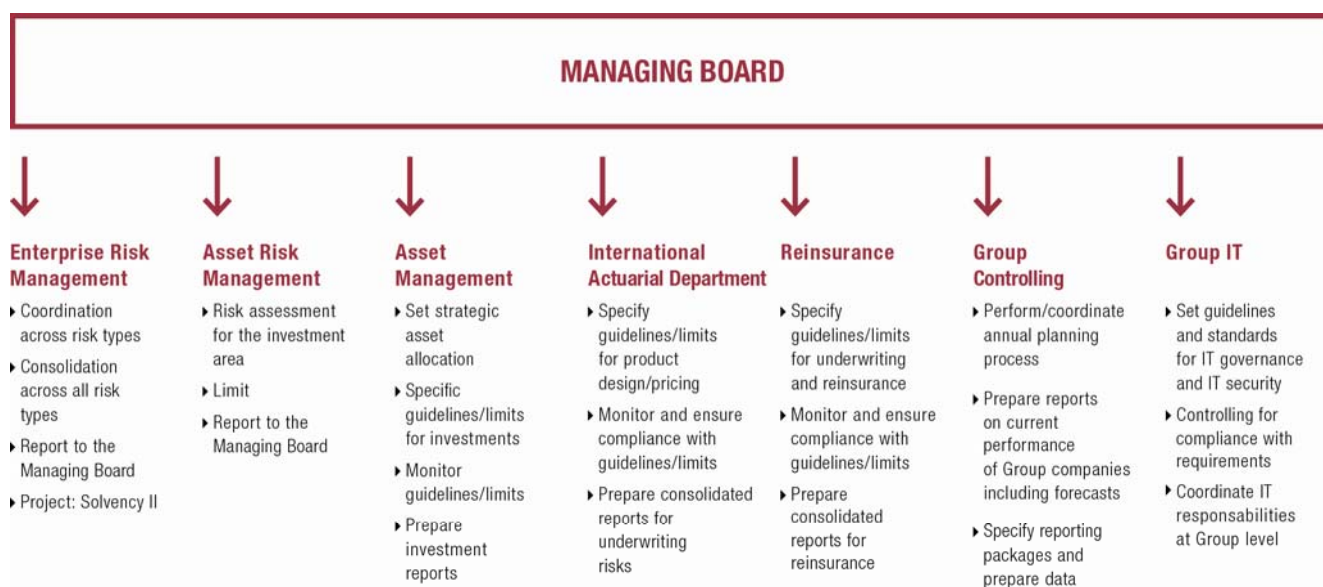 MANAGING BOARD
Enterprise Risk
Management
Coordination
across risk types
Consolidation
across all risk
types
Report to the
Managing Board
Project: Solvency II
Asset Risk
Management
Risk assessment
for the investment
area
Limit
Report to the
Managing Board
Asset
Management
Set strategic
asset
allocation
Specific
guidelines/limits
for investments
Monitor
guidelines/limits
Prepare
investment
reports
International
Actuarial Department
Specify
guidelines/limits
for product
design/pricing
Monitor and ensure
compliance with
guidelines/limits
Prepare consolidated
reports for
underwriting
risks
Reinsurance
Specify
guidelines/limits
for underwriting
and reinsurance
Monitor and ensure
compliance with
guidelines/limits
Prepare
consolidated
reports for
reinsurance
Group
Controlling
Perform/coordinate
annual planning
process
Prepare reports
on current
performance
of Group companies
including forecasts
Specify reporting
packages and
prepare data
Group IT
Set guidelines
and standards
for IT governance
and IT security
Controlling for
compliance with
requirements
Coordinate IT
responsabilities
at Group level